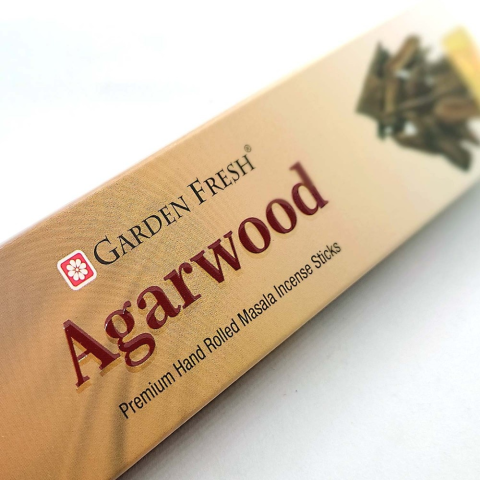 GARDEN FRESH®
Agarwood
Premium Hand Rolled Masala Incense Sticks